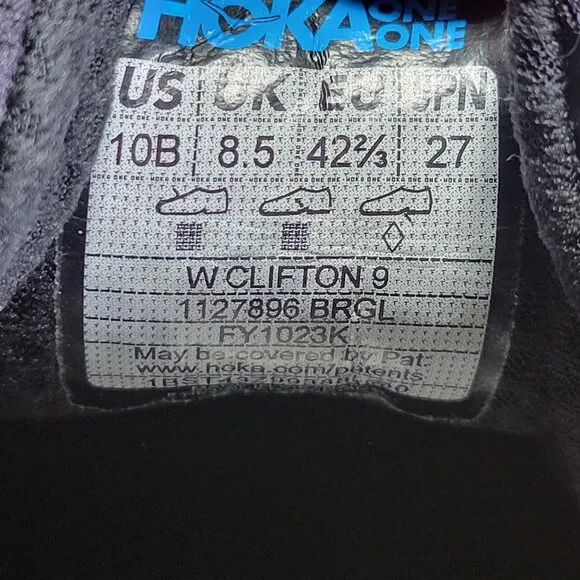 HOKA ONE ONE
US UK EU JPN
10B 8.5 42⅔ 27
W CLIFTON 9
1127896 BRGL
FY1023K
May be covered by Pat.
www.hoka.com/patents